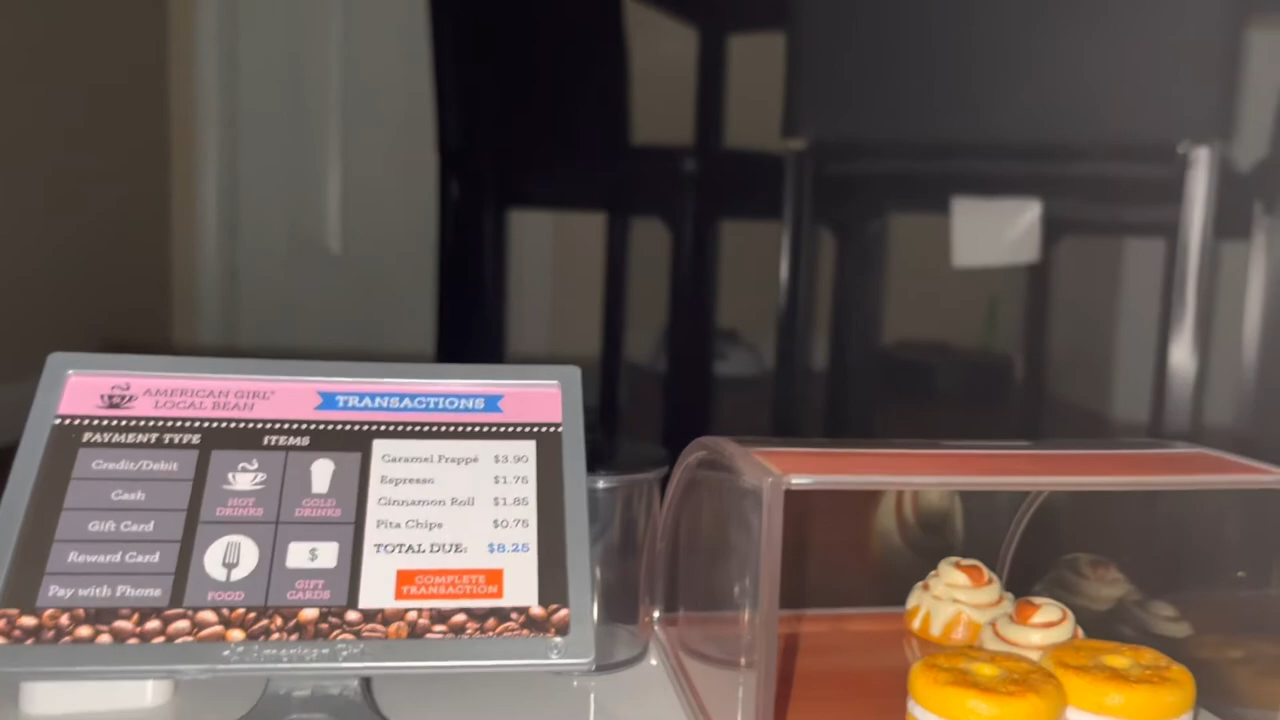 AMERICAN GIRL®
LOCAL BEAN
TRANSACTIONS
PAYMENT TYPE
Credit/Debit
Cash
Gift Card
Reward Card
Pay with Phone
ITEMS
HOT
DRINKS
COLD
DRINKS
FOOD
$
GIFT
CARDS
Caramel Frappé $3.90
Espresso $1.75
Cinnamon Roll $1.85
Pita Chips $0.75
TOTAL DUE: $8.25
COMPLETE
TRANSACTION
American Girl